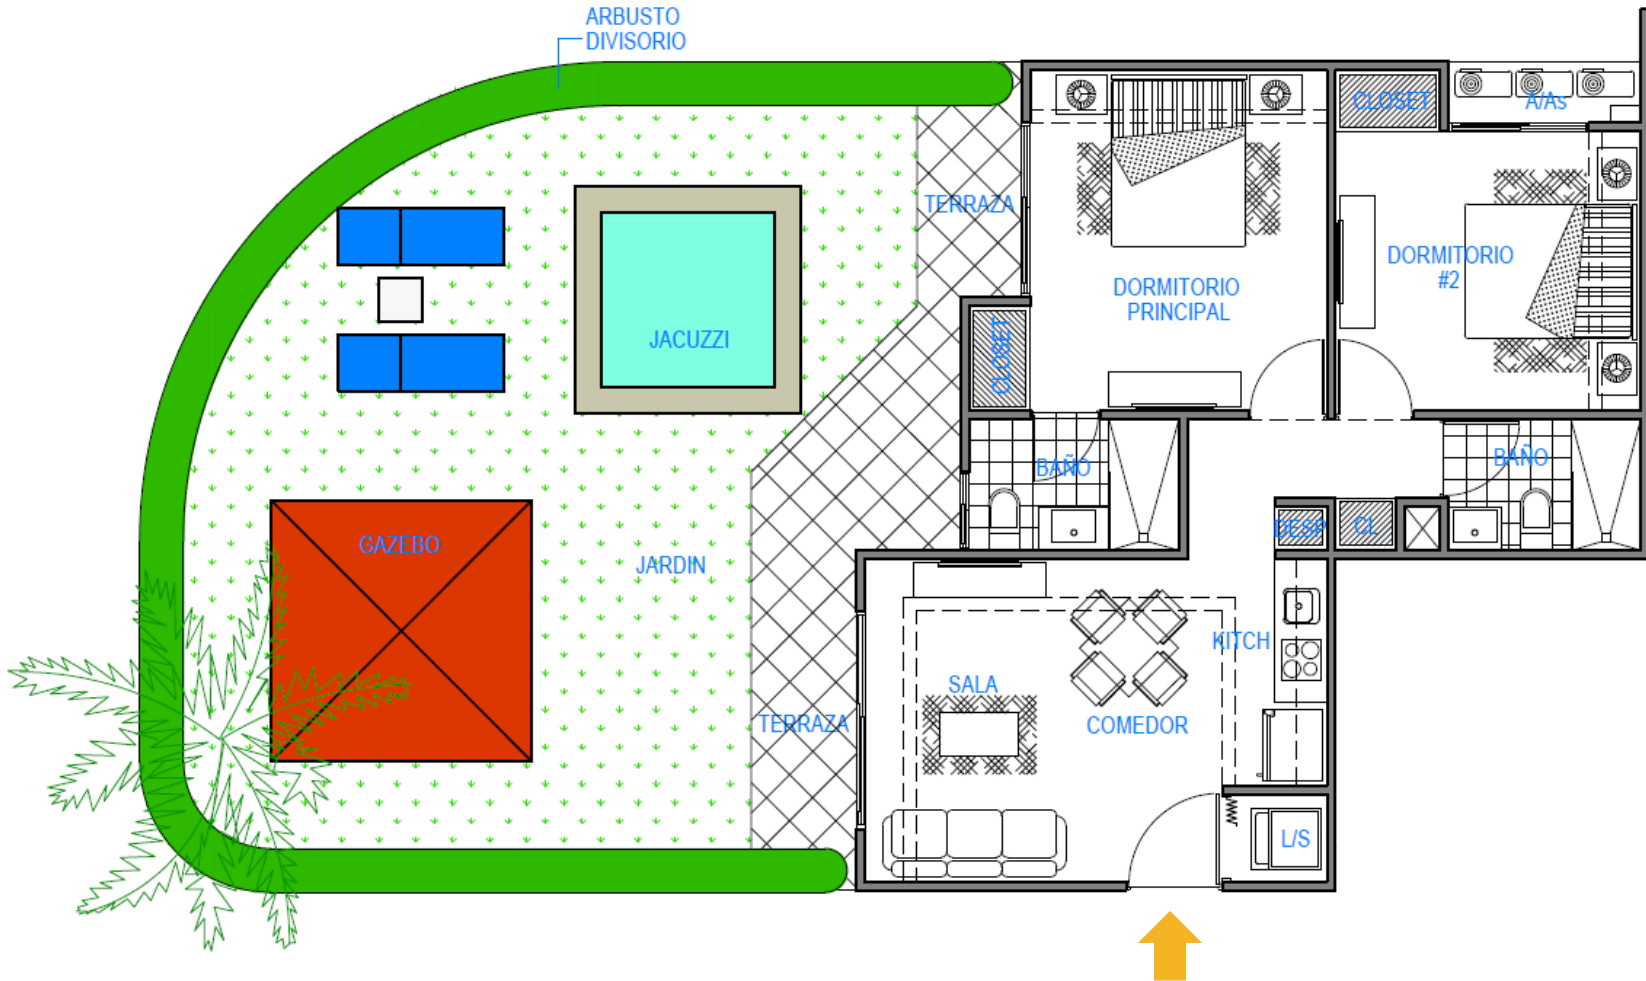 ARBUSTO
DIVISORIO
CLOSET
A/As
TERRAZA
DORMITORIO
#2
DORMITORIO
PRINCIPAL
JACUZZI
CLOSET
BAÑO
BAÑO
DESP
CL
GAZEBO
JARDIN
KITCH
SALA
TERRAZA
COMEDOR
L/S